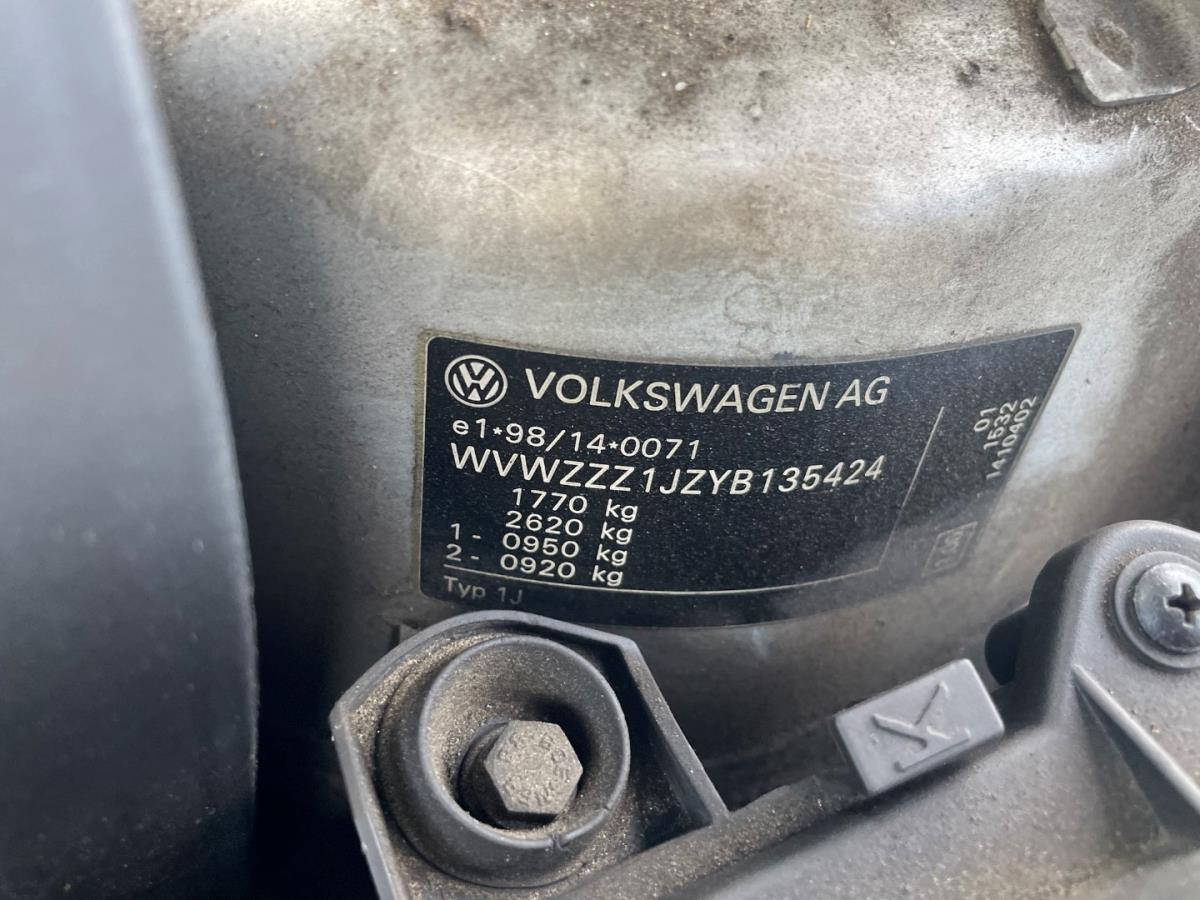 VOLKSWAGEN AG
e1*98/14*0071
WVWZZZ1JZYB135424
1770 kg
2620 kg
1 - 0950 kg
2 - 0920 kg
Typ 1J
01
1532
1410402